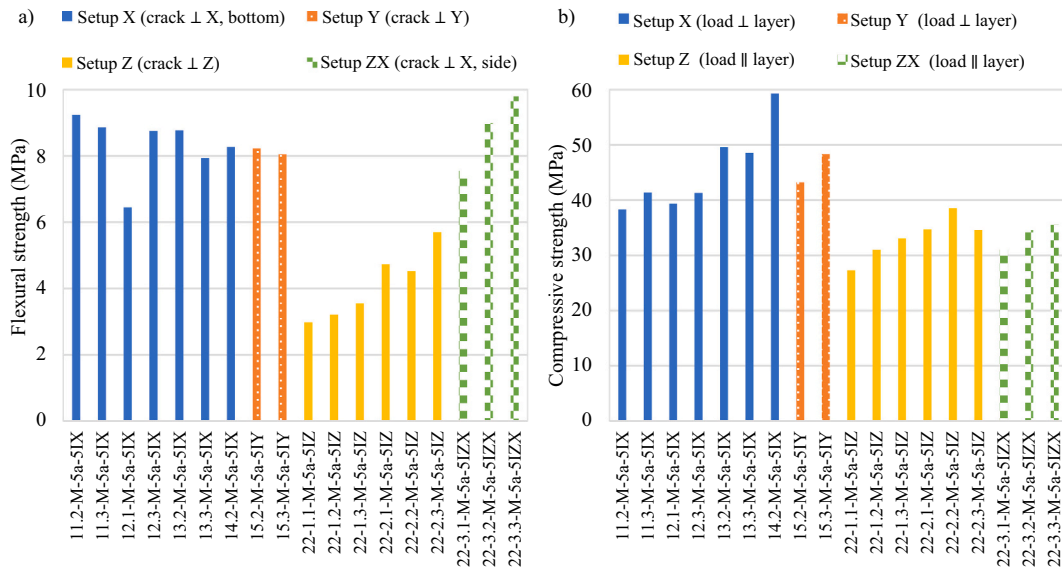 a)
Setup X (crack ⊥ X, bottom)
Setup Y (crack ⊥ Y)
Setup Z (crack ⊥ Z)
Setup ZX (crack ⊥ X, side)
Flexural strength (MPa)
10
8
6
4
2
0
11.2-M-5a-5IX
11.3-M-5a-5IX
12.1-M-5a-5IX
12.3-M-5a-5IX
13.2-M-5a-5IX
13.3-M-5a-5IX
14.2-M-5a-5IX
15.2-M-5a-5IY
15.3-M-5a-5IY
22-1.1-M-5a-5IZ
22-1.2-M-5a-5IZ
22-1.3-M-5a-5IZ
22-2.1-M-5a-5IZ
22-2.2-M-5a-5IZ
22-2.3-M-5a-5IZ
22-3.1-M-5a-5IZX
22-3.2-M-5a-5IZX
22-3.3-M-5a-5IZX
b)
Setup X (load ⊥ layer)
Setup Y (load ⊥ layer)
Setup Z (load ∥ layer)
Setup ZX (load ∥ layer)
Comprpressive strength (MPa)
60
50
40
30
20
10
0
11.2-M-5a-5IX
11.3-M-5a-5IX
12.1-M-5a-5IX
12.3-M-5a-5IX
13.2-M-5a-5IX
13.3-M-5a-5IX
14.2-M-5a-5IX
15.2-M-5a-5IY
15.3-M-5a-5IY
22-1.1-M-5a-5IZ
22-1.2-M-5a-5IZ
22-1.3-M-5a-5IZ
22-2.1-M-5a-5IZ
22-2.2-M-5a-5IZ
22-2.3-M-5a-5IZ
22-3.1-M-5a-5IZX
22-3.2-M-5a-5IZX
22-3.3-M-5a-5IZX